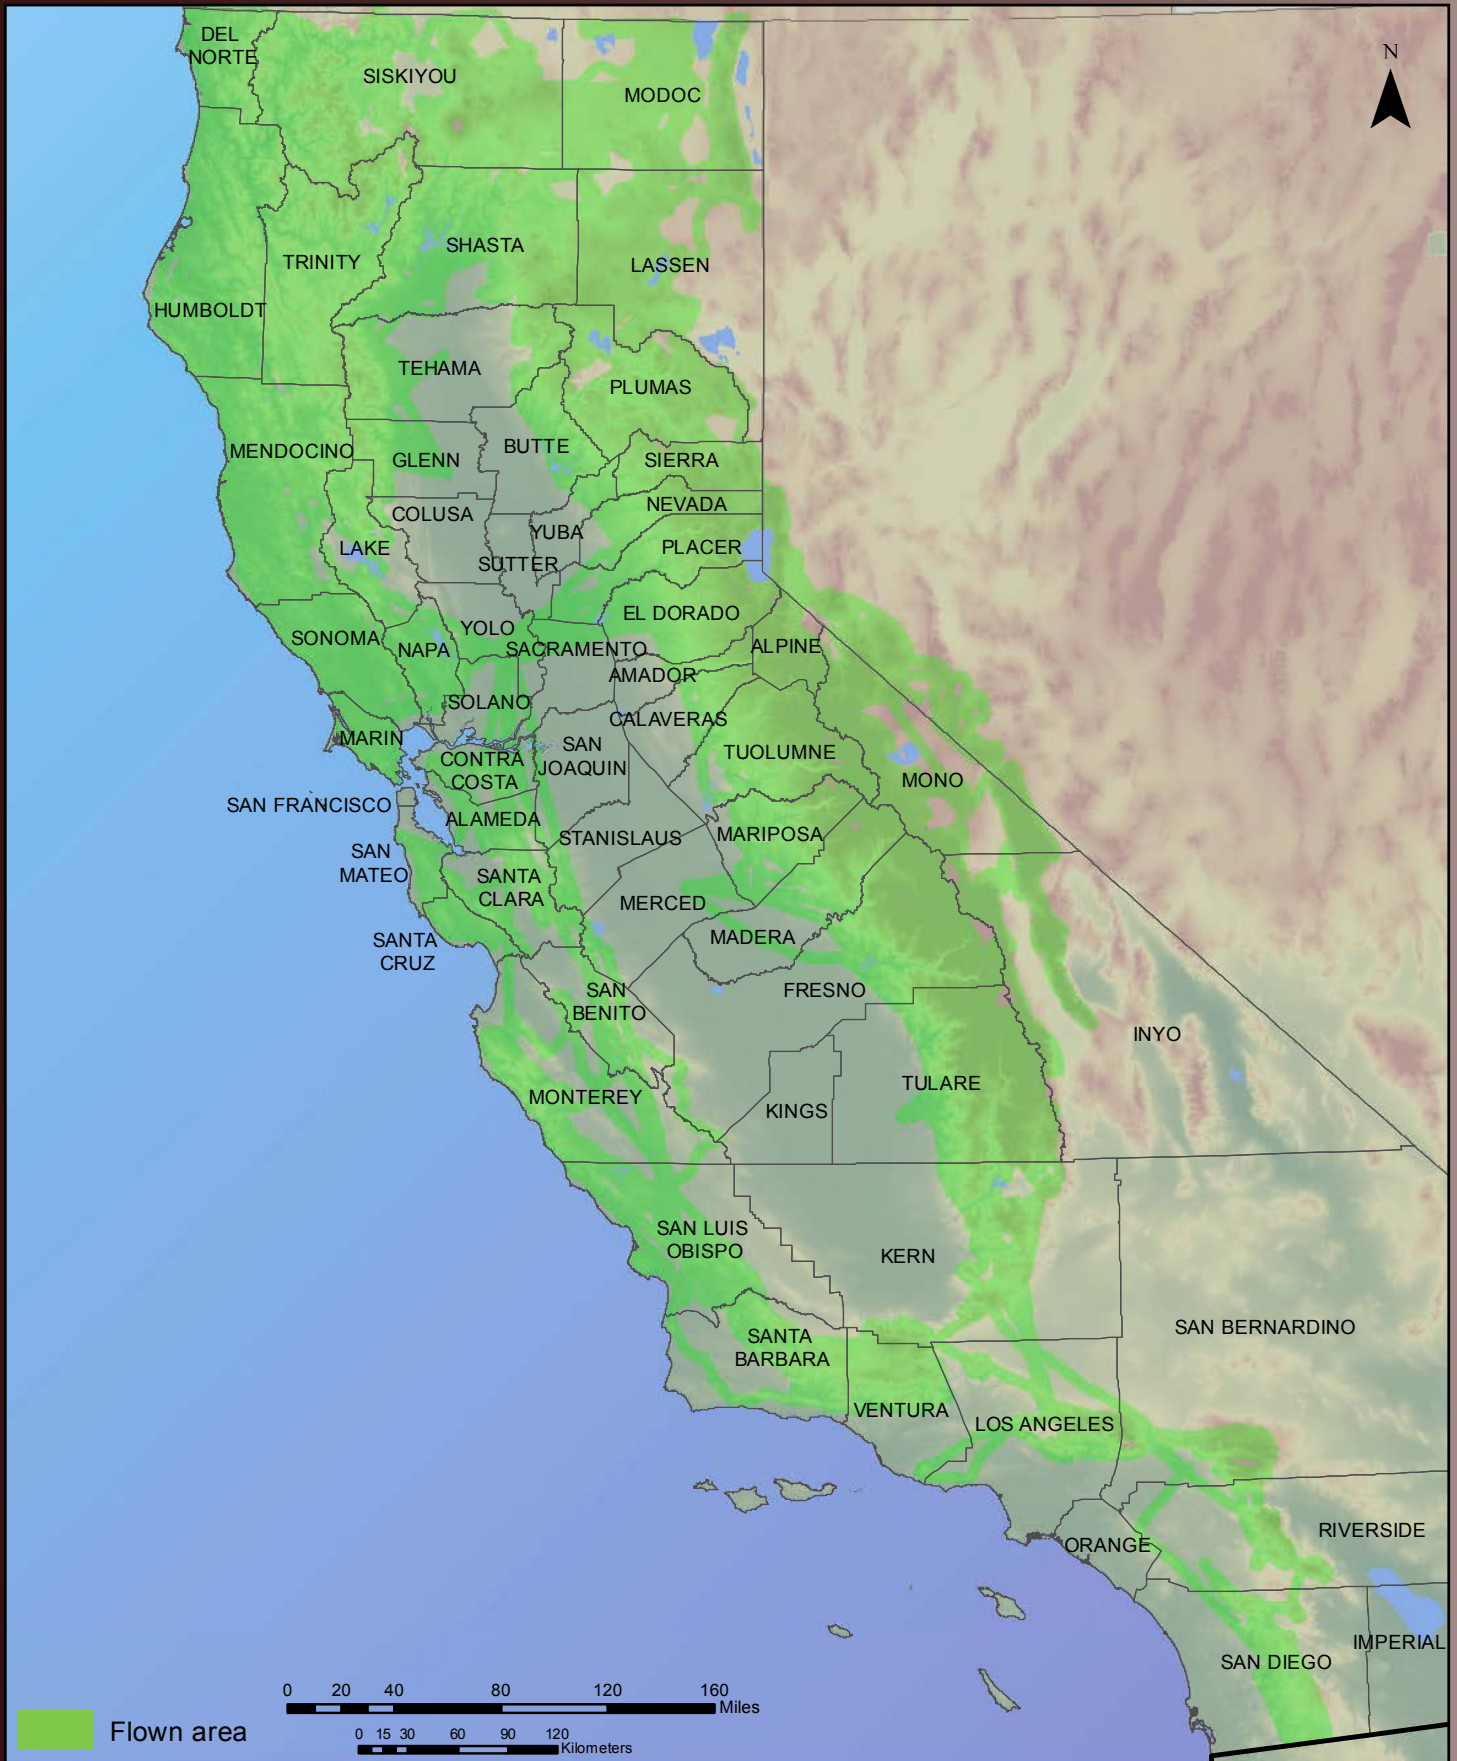 N
DEL
NORTE
SISKIYOU
MODOC
SHASTA
TRINITY
LASSEN
HUMBOLDT
TEHAMA
PLUMAS
MENDOCINO
GLENN
BUTTE
SIERRA
COLUSA
NEVADA
YUBA
LAKE
SUTTER
PLACER
EL DORADO
YOLO
SONOMA
NAPA
SACRAMENTO
ALPINE
AMADOR
SOLANO
CALAVERAS
MARIN
SAN
JOAQUIN
TUOLUMNE
CONTRA
COSTA
MONO
SAN FRANCISCO
ALAMEDA
STANISLAUS
MARIPOSA
SAN
MATEO
SANTA
CLARA
MERCED
SANTA
CRUZ
MADERA
FRESNO
SAN
BENITO
INYO
MONTEREY
KINGS
TULARE
SAN LUIS
OBISPO
KERN
SANTA
BARBARA
SAN BERNARDINO
VENTURA
LOS ANGELES
RIVERSIDE
ORANGE
IMPERIAL
SAN DIEGO
Flown area
0 20 40 80 120 160
Miles
0 15 30 60 90 120
Kilometers